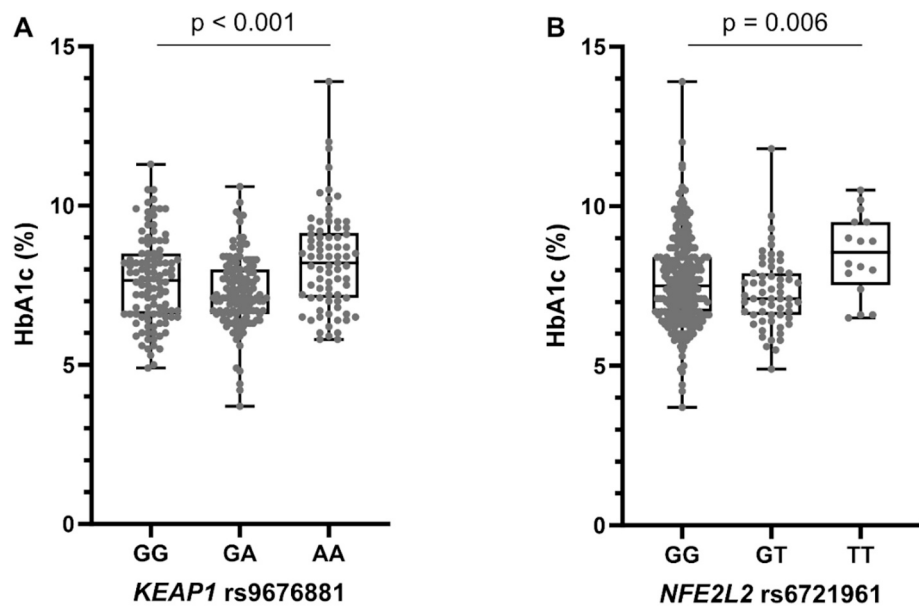 A
p < 0.001
HbA1c (%)
15
10
5
0
GG GA AA
KEAP1 rs9676881
B
p = 0.006
HbA1c (%)
15
10
5
0
GG GT TT
NFE2L2 rs6721961